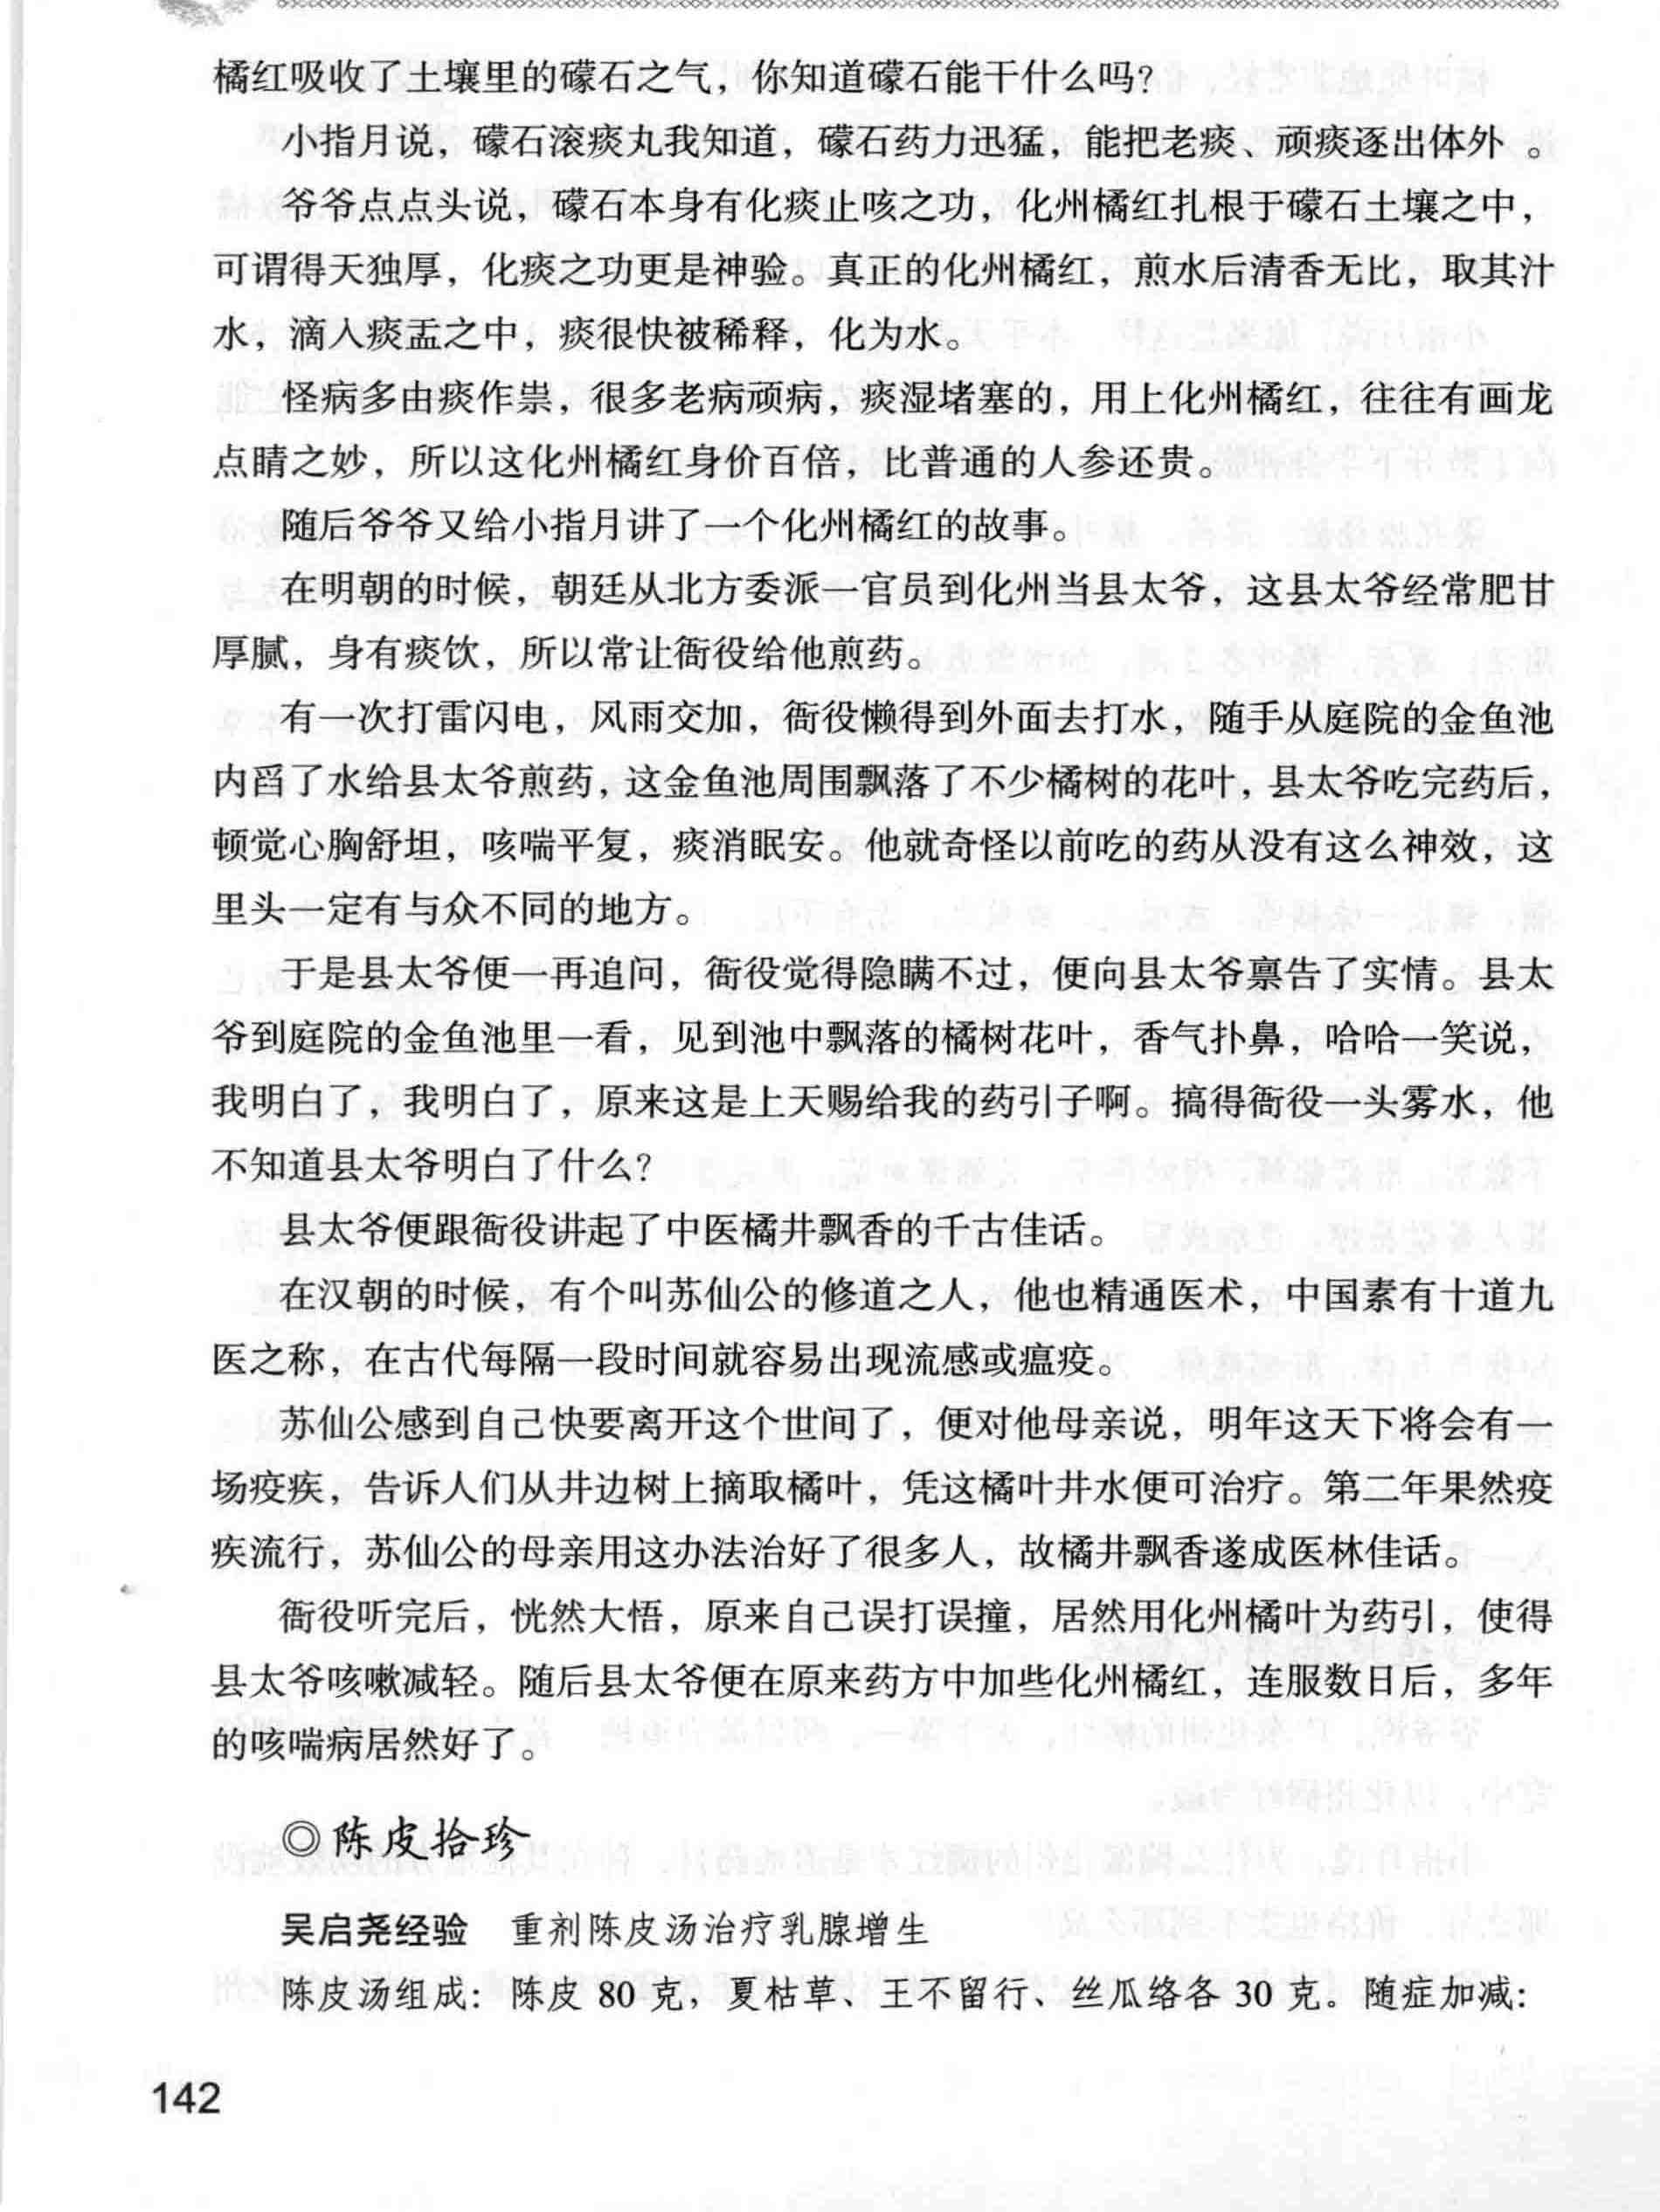 橘红吸收了土壤里的礞石之气，你知道礞石能干什么吗？
小指月说，礞石滚痰丸我知道，礞石药力迅猛，能把老痰、顽痰逐出体外 。
爷爷点点头说，礞石本身有化痰止咳之功，化州橘红扎根于礞石土壤之中，
可谓得天独厚，化痰之功更是神验。真正的化州橘红，煎水后清香无比，取其汁
水，滴入痰盂之中，痰很快被稀释，化为水。
怪病多由痰作祟，很多老病顽病，痰湿堵塞的，用上化州橘红，往往有画龙
点睛之妙，所以这化州橘红身价百倍，比普通的人参还贵。
随后爷爷又给小指月讲了一个化州橘红的故事。
在明朝的时候，朝廷从北方委派一官员到化州当县太爷，这县太爷经常肥甘
厚腻，身有痰饮，所以常让衙役给他煎药。
有一次打雷闪电，风雨交加，衙役懒得到外面去打水，随手从庭院的金鱼池
内舀了水给县太爷煎药，这金鱼池周围飘落了不少橘树的花叶，县太爷吃完药后，
顿觉心胸舒坦，咳喘平复，痰消眠安。他就奇怪以前吃的药从没有这么神效，这
里头一定有与众不同的地方。
于是县太爷便一再追问，衙役觉得隐瞒不过，便向县太爷禀告了实情。县太
爷到庭院的金鱼池里一看，见到池中飘落的橘树花叶，香气扑鼻，哈哈一笑说，
我明白了，我明白了，原来这是上天赐给我的药引子啊。搞得衙役一头雾水，他
不知道县太爷明白了什么？
县太爷便跟衙役讲起了中医橘井飘香的千古佳话。
在汉朝的时候，有个叫苏仙公的修道之人，他也精通医术，中国素有十道九
医之称，在古代每隔一段时间就容易出现流感或瘟疫。
苏仙公感到自己快要离开这个世间了，便对他母亲说，明年这天下将会有一
场疫疾，告诉人们从井边树上摘取橘叶，凭这橘叶井水便可治疗。第二年果然疫
疾流行，苏仙公的母亲用这办法治好了很多人，故橘井飘香遂成医林佳话。
衙役听完后，恍然大悟，原来自己误打误撞，居然用化州橘叶为药引，使得
县太爷咳嗽减轻。随后县太爷便在原来药方中加些化州橘红，连服数日后，多年
的咳喘病居然好了。
◎陈皮拾珍
吴启尧经验　重剂陈皮汤治疗乳腺增生
陈皮汤组成：陈皮 80 克，夏枯草、王不留行、丝瓜络各 30 克。随症加减：
142